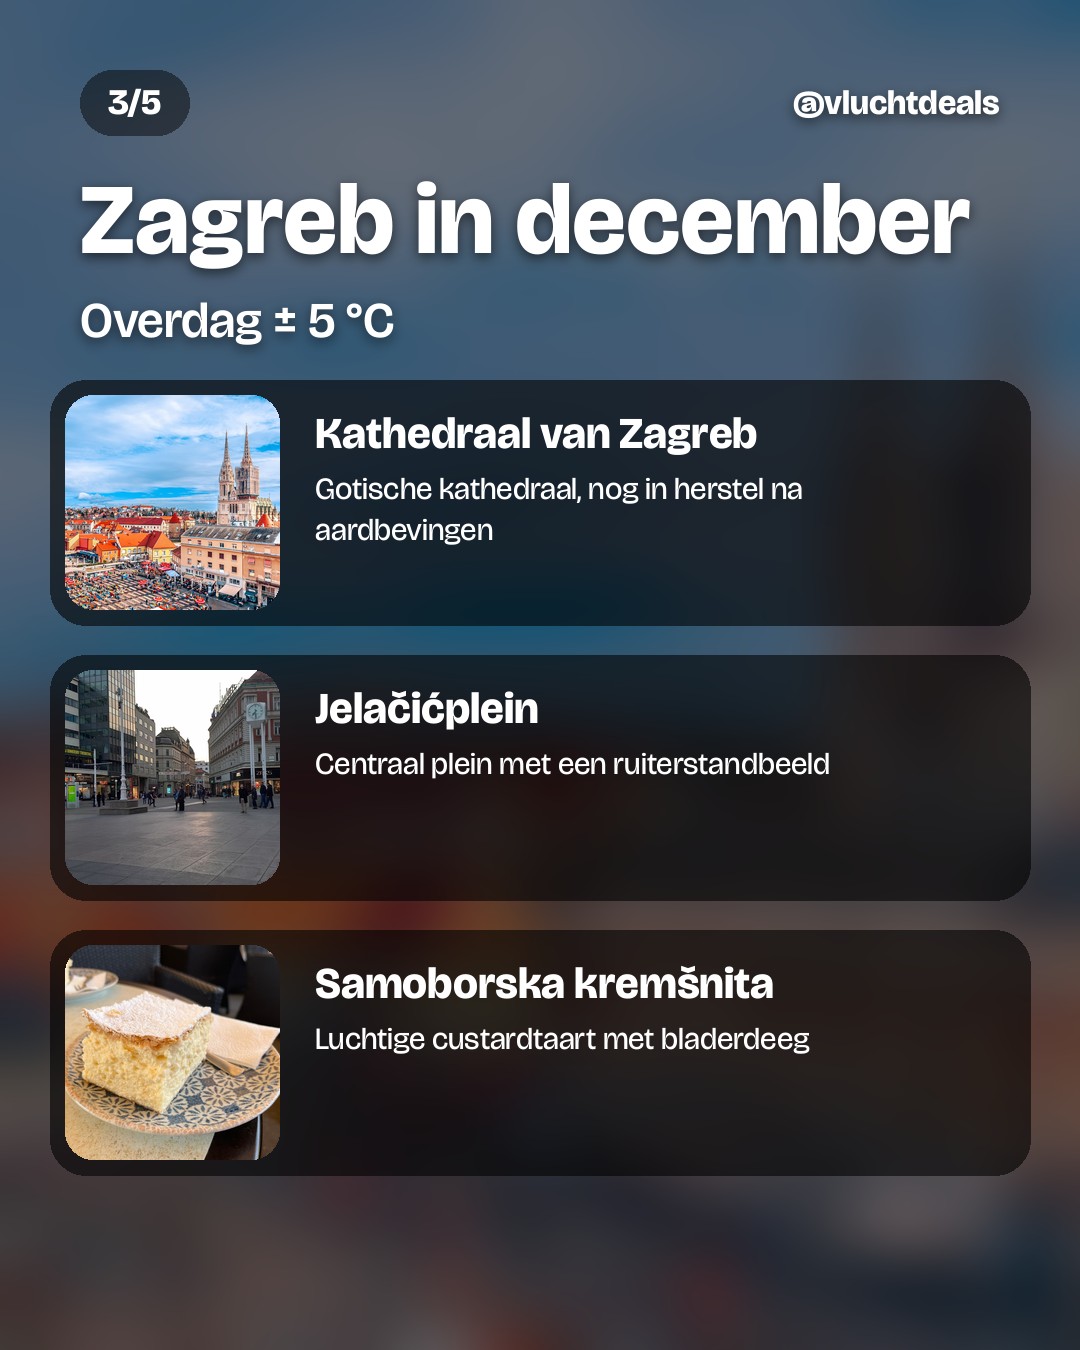 3/5
@vluchtdeals
Zagreb in december
Overdag ± 5 °C
Kathedraal van Zagreb
Gotische kathedraal, nog in herstel na
aardbevingen
Jelačićplein
Centraal plein met een ruiterstandbeeld
Samoborska kremšnita
Luchtige custardtaart met bladerdeeg